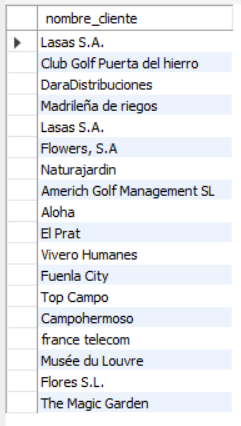 nombre_cliente
Lasas S.A.
Club Golf Puerta del hierro
DaraDistribuciones
Madrileña de riegos
Lasas S.A.
Flowers, S.A
Naturajardin
Americh Golf Management SL
Aloha
El Prat
Vivero Humanes
Fuenla City
Top Campo
Campohermoso
france telecom
Musée du Louvre
Flores S.L.
The Magic Garden